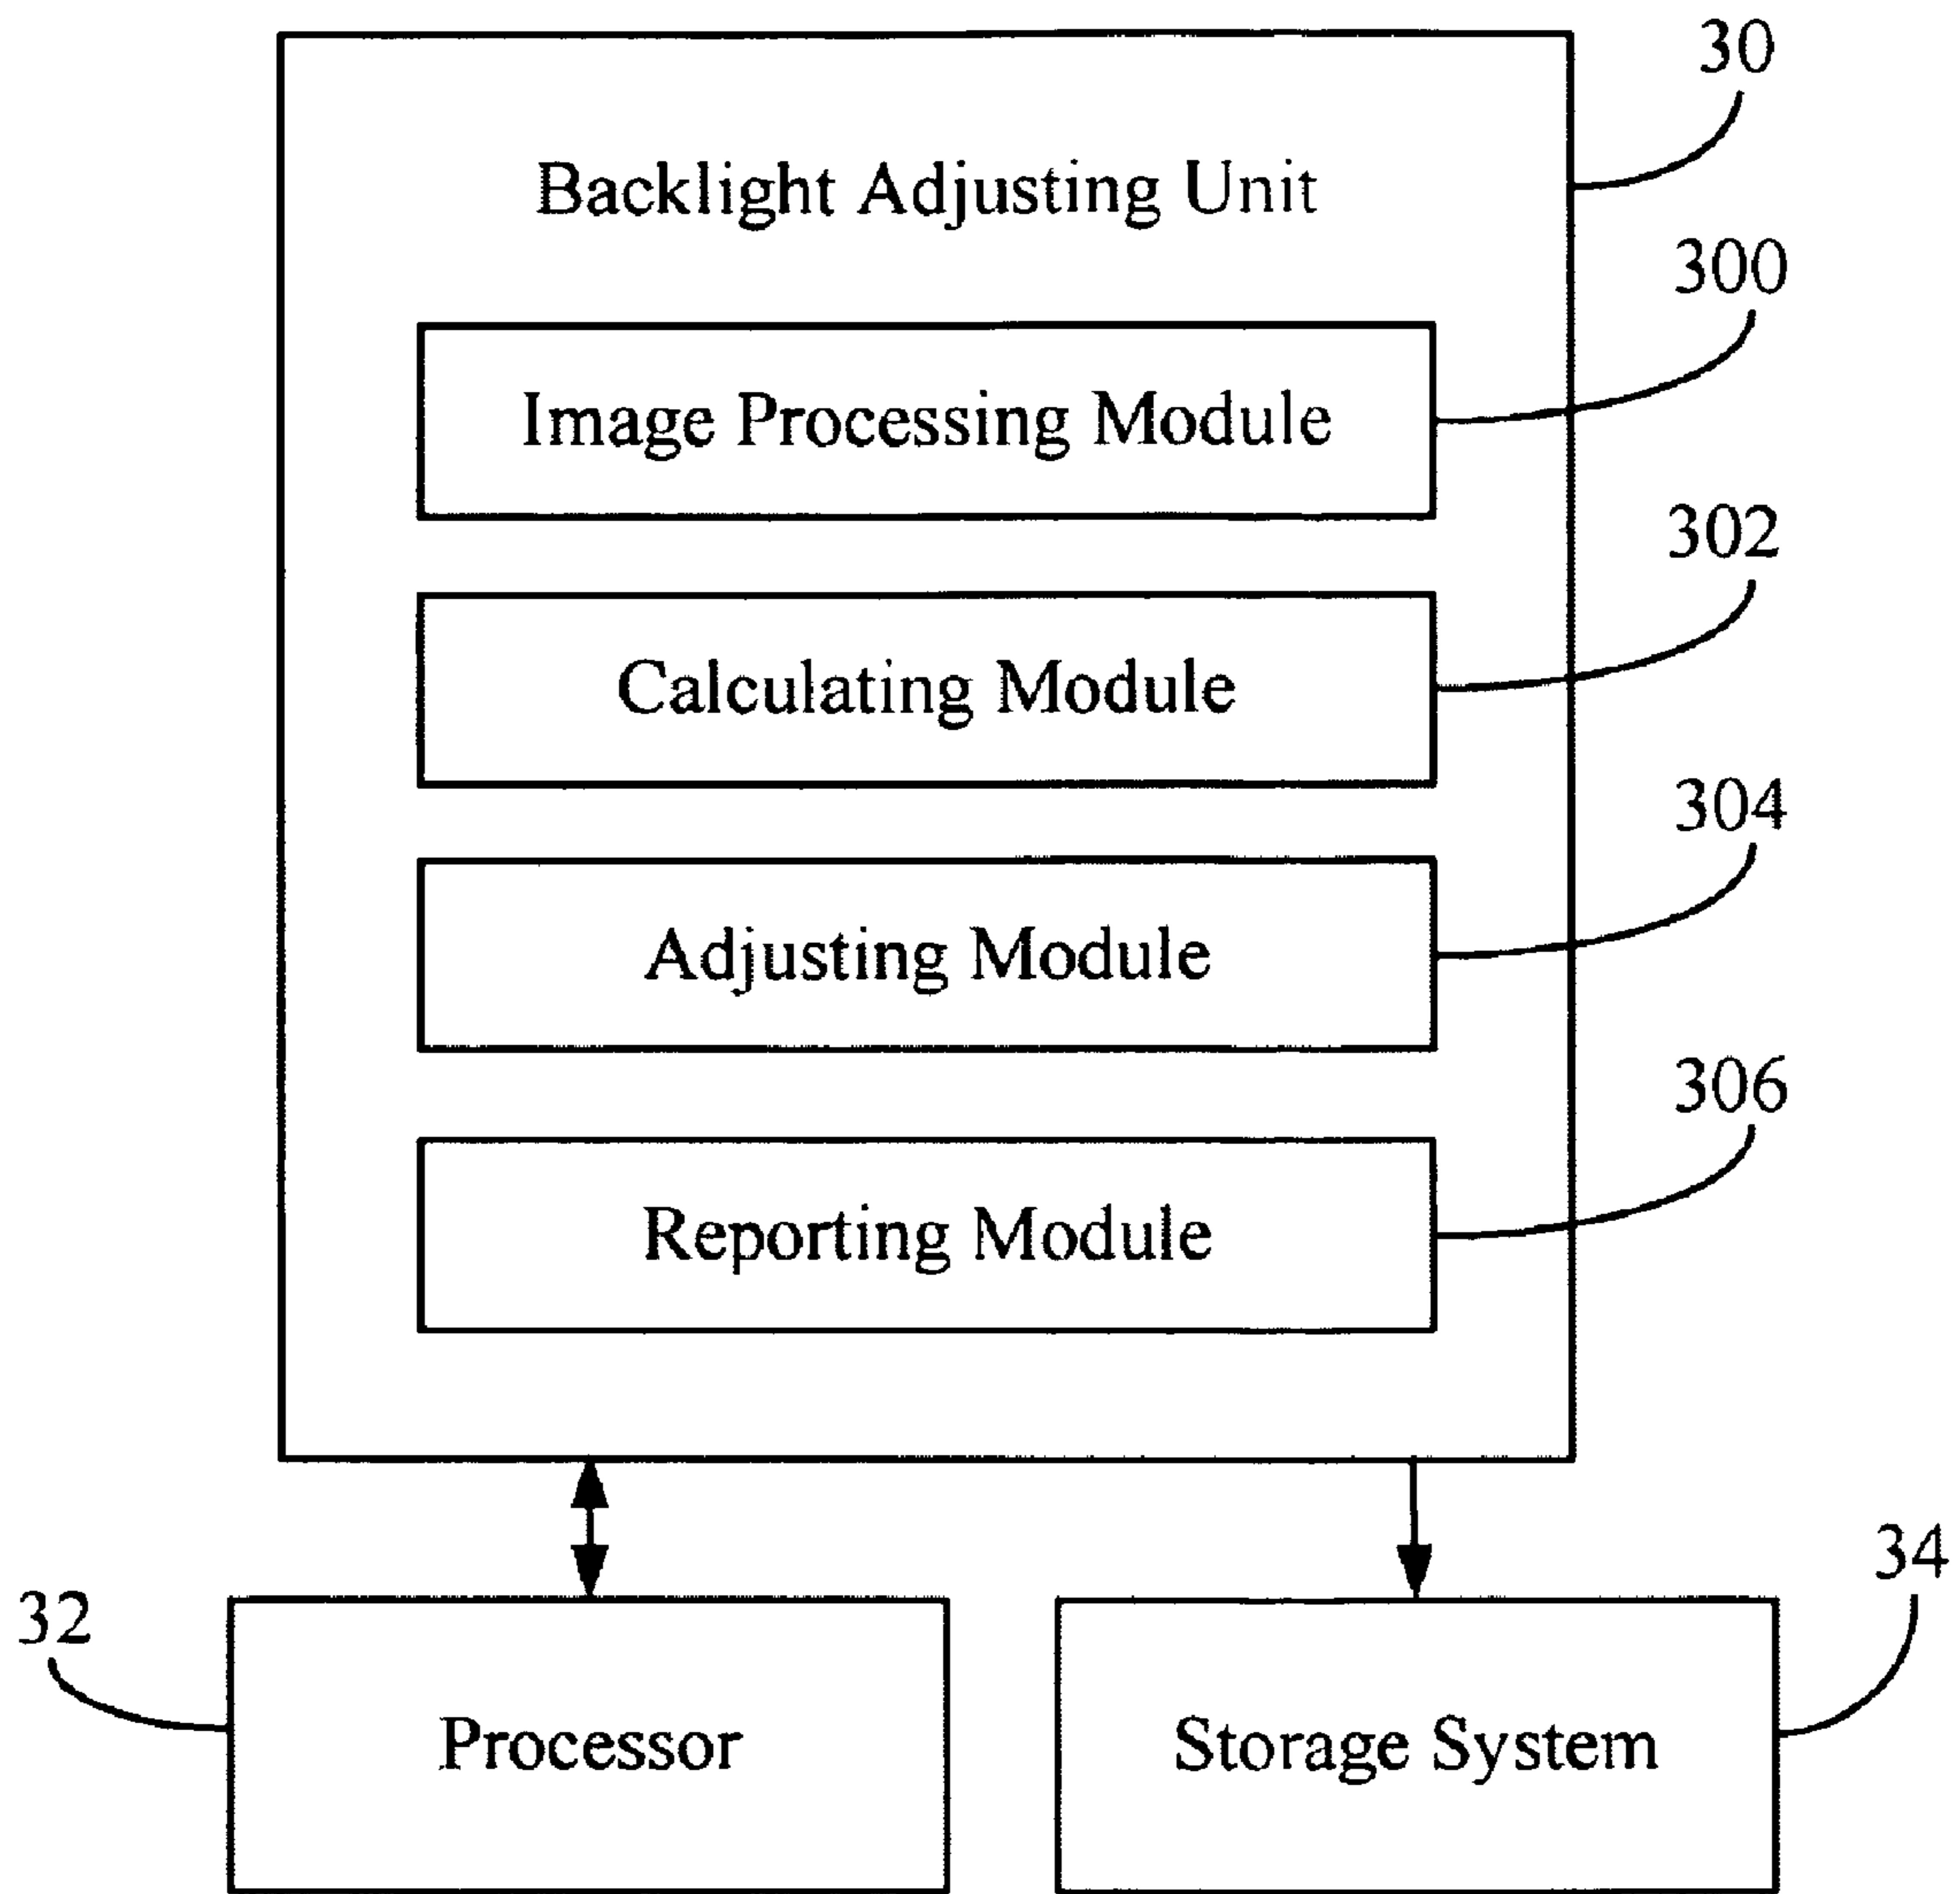 30
Backlight Adjusting Unit
300
Image Processing Module
302
Calculating Module
304
Adjusting Module
306
Reporting Module
32
34
Processor
Storage System